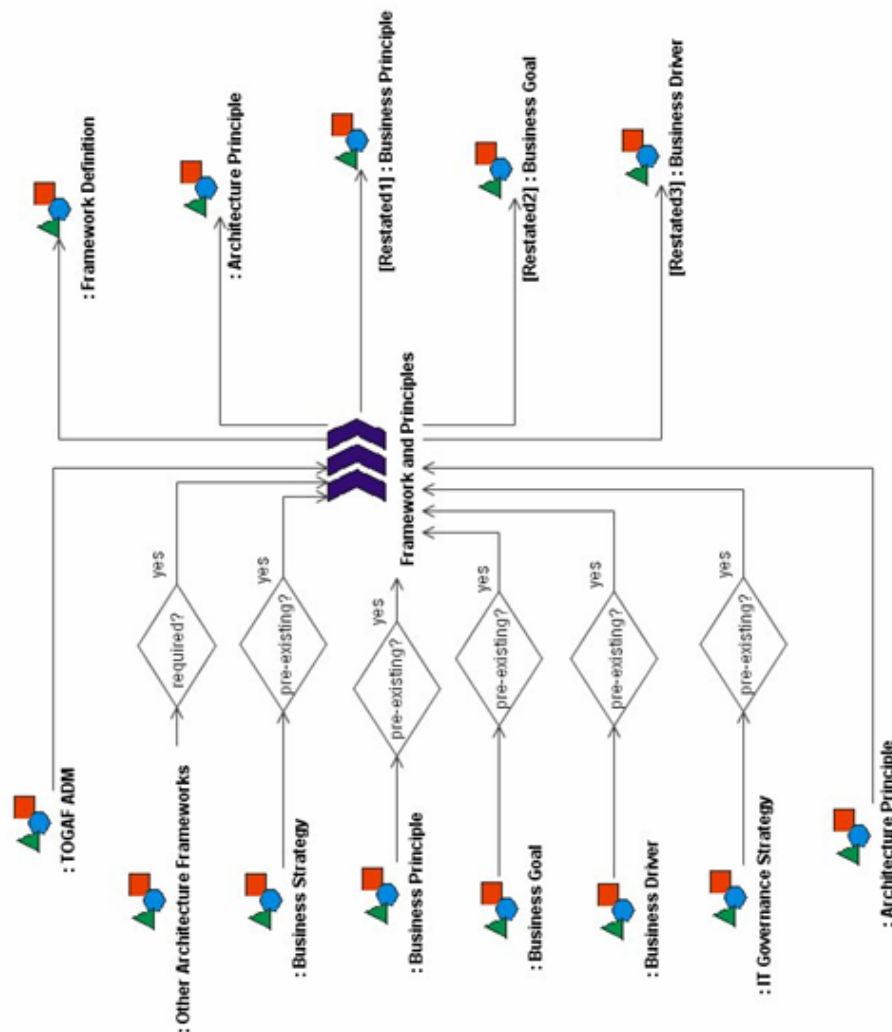 : TOGAF ADM
: Other Architecture Frameworks
required?
yes
: Business Strategy
pre-existing?
yes
: Business Principle
pre-existing?
yes
: Business Goal
pre-existing?
yes
: Business Driver
pre-existing?
yes
: IT Governance Strategy
pre-existing?
yes
: Architecture Principle
Framework and Principles
: Framework Definition
: Architecture Principle
[Restated1] : Business Principle
[Restated2] : Business Goal
[Restated3] : Business Driver